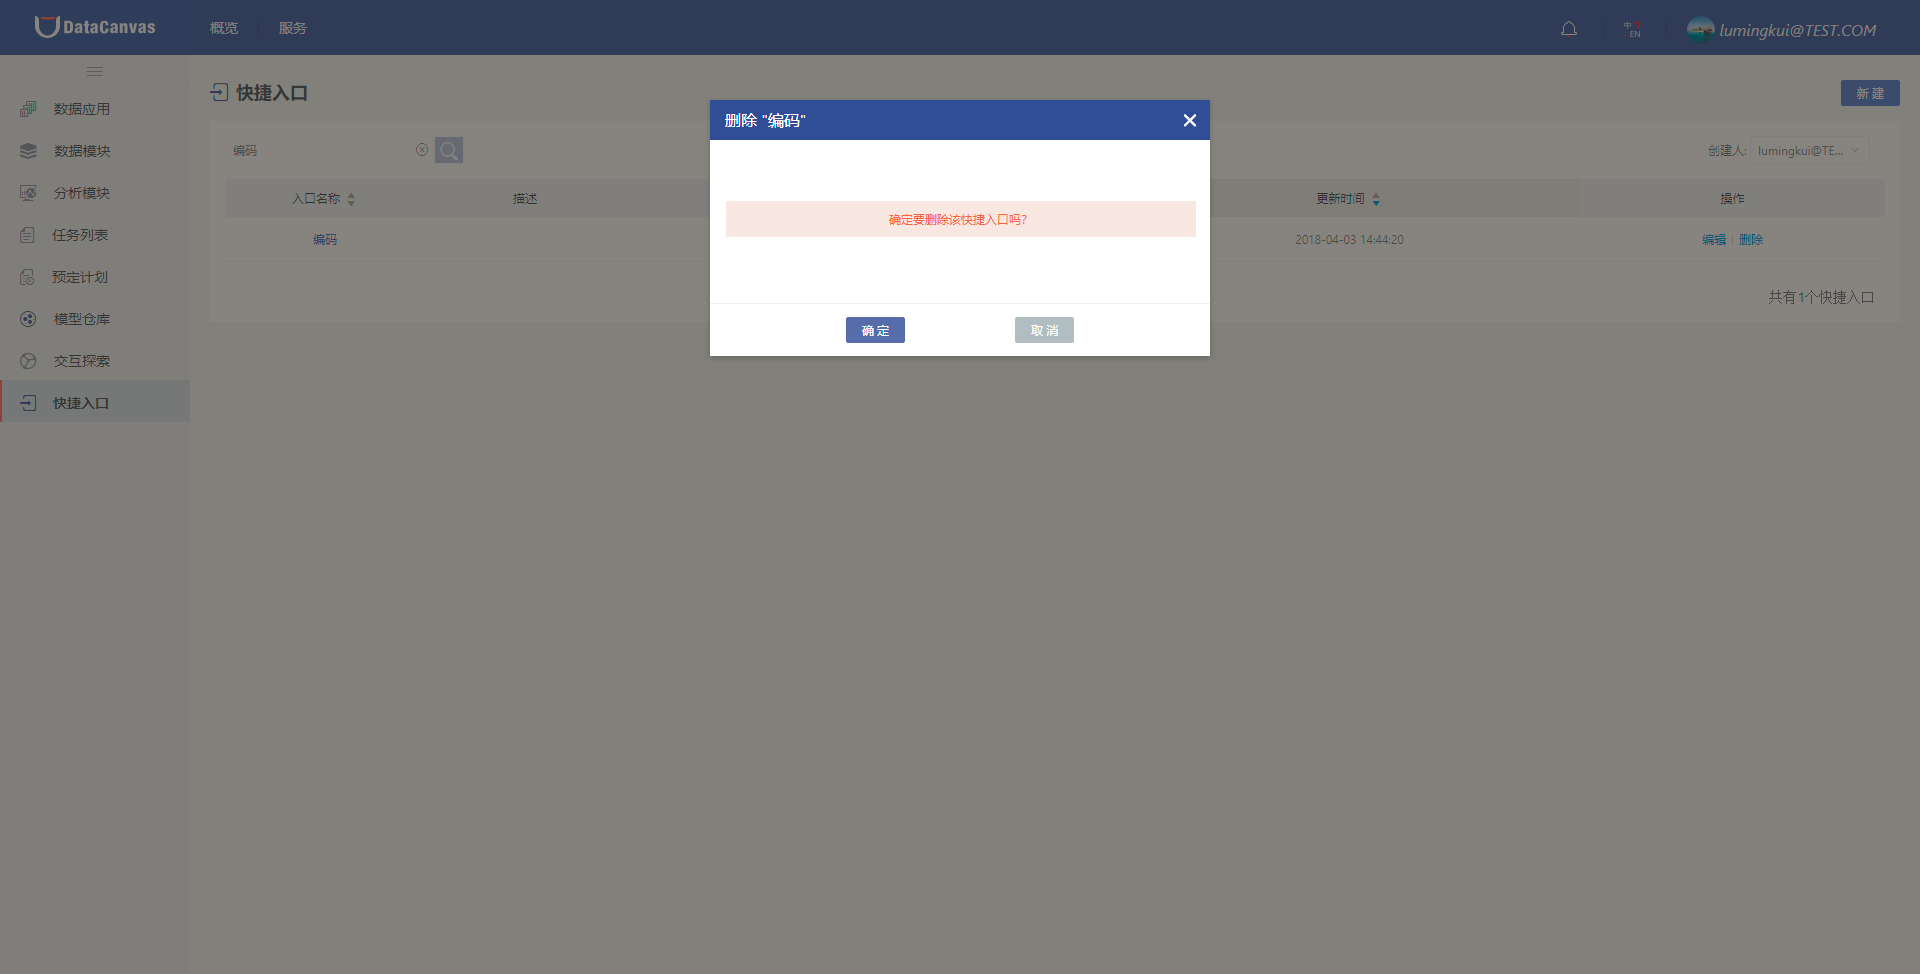 DataCanvas
概览
服务
中
EN
lumingkui@TEST.COM
数据应用
数据模块
分析模块
任务列表
预定计划
模型仓库
交互探索
快捷入口
快捷入口
新建
编码
创建人:
lumingkui@TE...
入口名称
描述
更新时间
操作
编码
2018-04-03 14:44:20
编辑
删除
共有1个快捷入口
删除 "编码"
确定要删除该快捷入口吗?
确定
取消